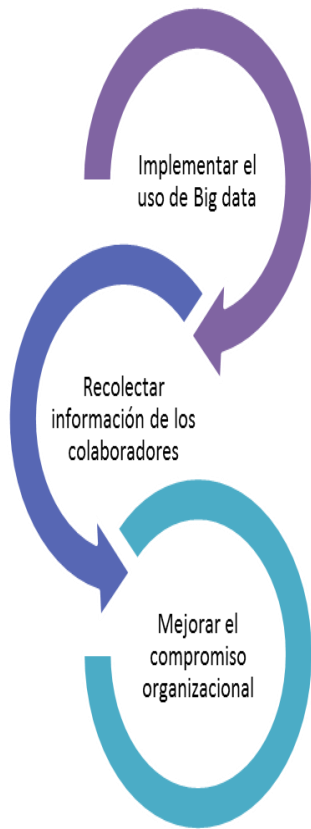 Implementar el
uso de Big data
Recolectar
información de los
colaboradores
Mejorar el
compromiso
organizacional